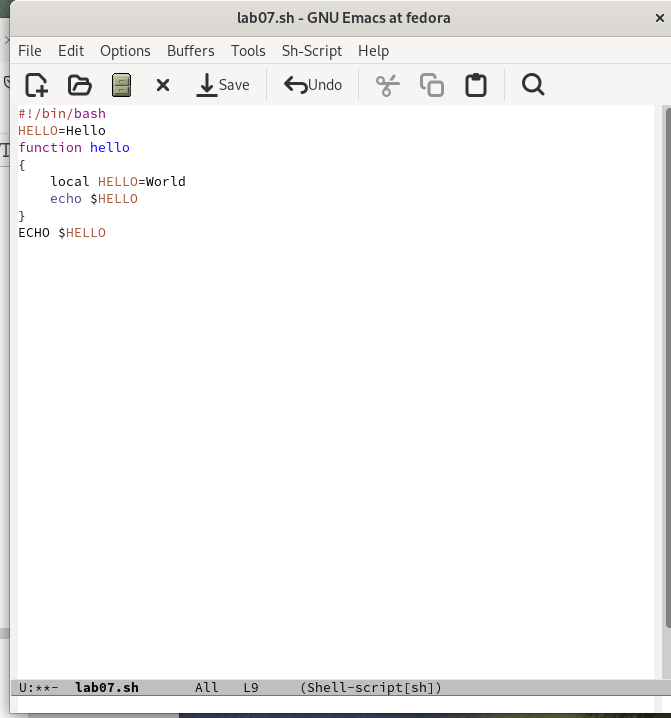 lab07.sh - GNU Emacs at fedora
File Edit Options Buffers Tools Sh-Script Help
Save Undo
#!/bin/bash
HELLO=Hello
function hello
{
    local HELLO=World
    echo $HELLO
}
ECHO $HELLO
U:**- lab07.sh All L9 (Shell-script[sh])